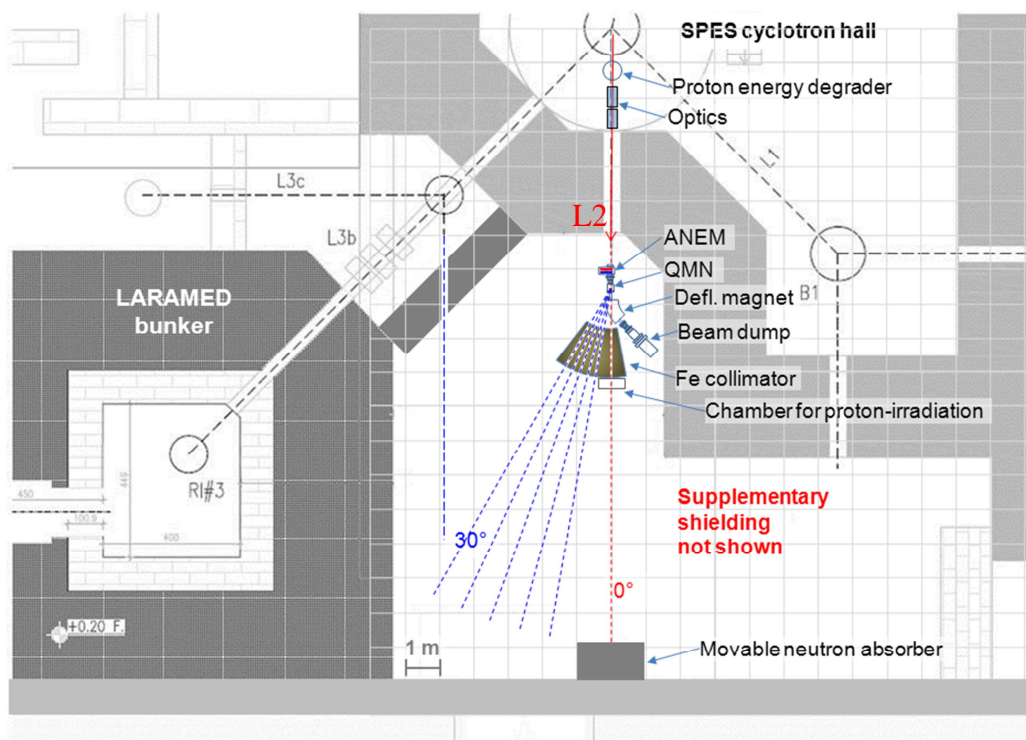 SPES cyclotron hall
Proton energy degrader
Optics
L1
L3c
L2
L3b
ANEM
QMN
LARAMED
bunker
Defl. magnet
B1
Beam dump
Fe collimator
Chamber for proton-irradiation
RI#3
449
450
100.9
400
Supplementary
shielding
not shown
30°
0°
+0.20 F.
1 m
Movable neutron absorber